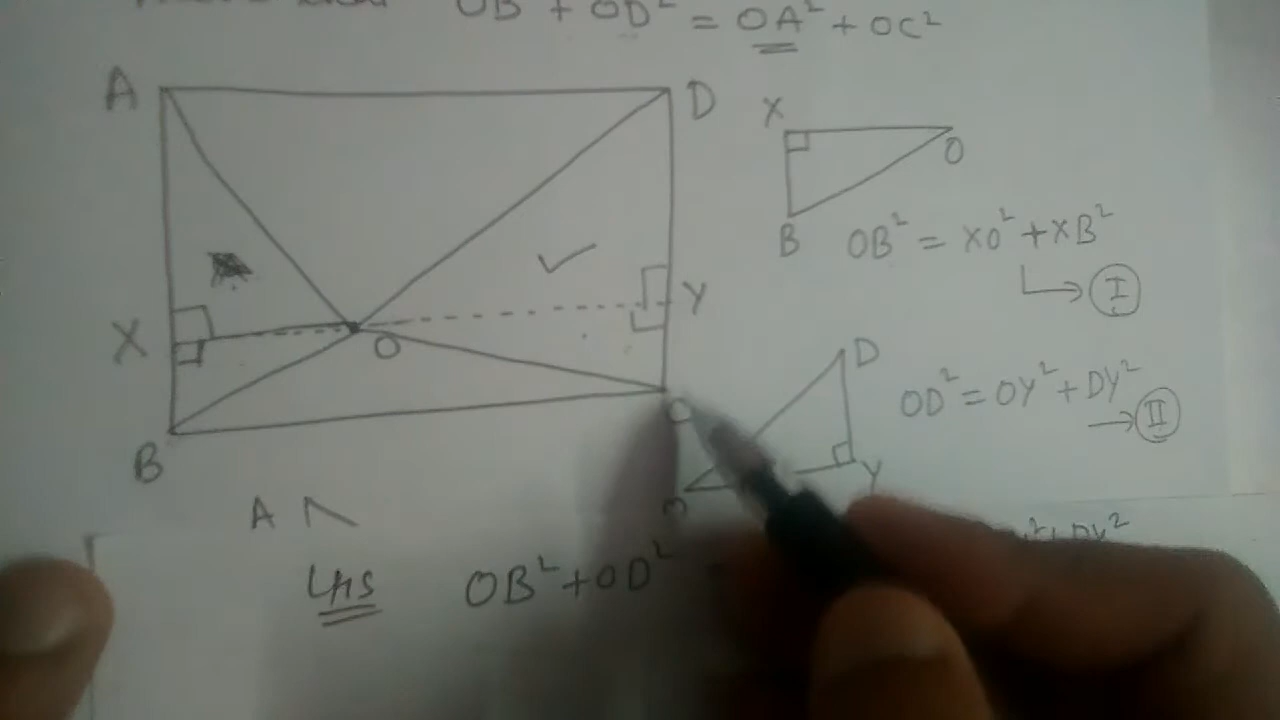 OB² + OD² = OA² + OC²
A
D
X
O
B
OB² = XO² + XB²
I
X
Y
O
D
OD² = OY² + DY²
II
C
B
Y
A
LHS OB² + OD²